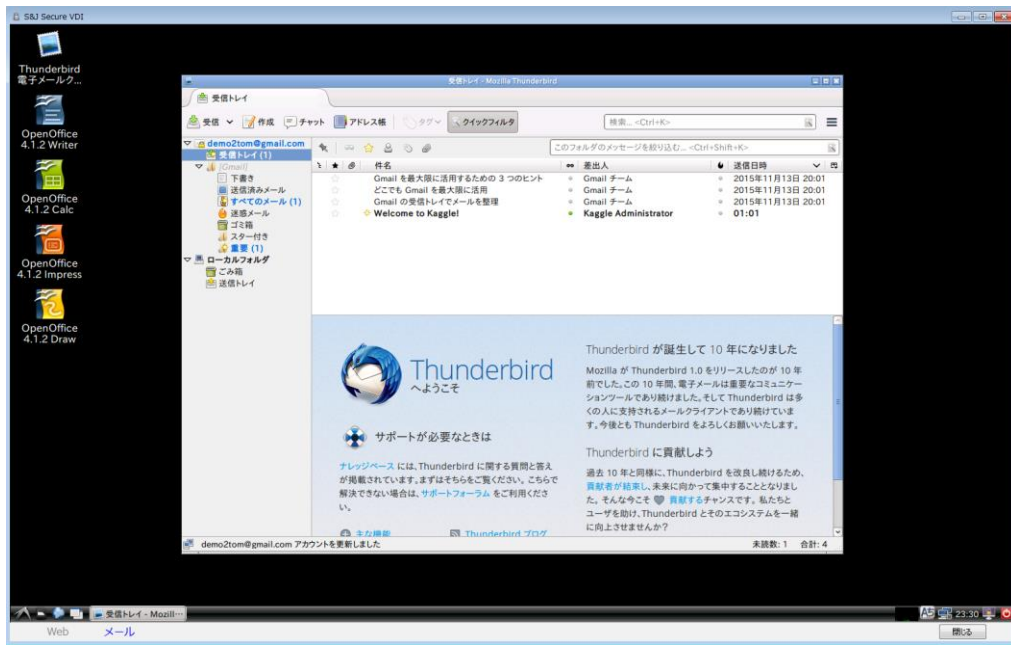 S&J Secure VDI
Thunderbird
電子メールク...
OpenOffice
4.1.2 Writer
OpenOffice
4.1.2 Calc
OpenOffice
4.1.2 Impress
OpenOffice
4.1.2 Draw
受信トレイ - Mozilla Thunderbird
受信トレイ
受信 作成 チャット アドレス帳 タグ クイックフィルタ 検索... <Ctrl+K>
demo2tom@gmail.com
受信トレイ (1)
[Gmail]
下書き
送信済みメール
すべてのメール (1)
迷惑メール
ゴミ箱
スター付き
重要 (1)
ローカルフォルダ
ごみ箱
送信トレイ
このフォルダのメッセージを絞り込む... <Ctrl+Shift+K>
件名 差出人 送信日時
Gmail を最大限に活用するための 3 つのヒント Gmail チーム 2015年11月13日 20:01
どこでも Gmail を最大限に活用 Gmail チーム 2015年11月13日 20:01
Gmail の受信トレイでメールを整理 Gmail チーム 2015年11月13日 20:01
Welcome to Kaggle! Kaggle Administrator 01:01
Thunderbird
へようこそ
サポートが必要なときは
ナレッジベース には、Thunderbird に関する質問と答え
が掲載されています。まずはそちらをご覧ください。こちらで
解決できない場合は、サポートフォーラム をご利用くださ
い。
主な機能 Thunderbird ブログ
Thunderbird が誕生して 10 年になりました
Mozilla が Thunderbird 1.0 をリリースしたのが 10 年
前でした。この 10 年間、電子メールは重要なコミュニケー
ションツールであり続けました。そして Thunderbird は多
くの人に支持されるメールクライアントであり続けていま
す。今後とも Thunderbird をよろしくお願いいたします。
Thunderbird に貢献しよう
過去 10 年と同様に、Thunderbird を改良し続けるため、
貢献者が結束し、未来に向かって集中することとなりまし
た。そんな今こそ 貢献するチャンスです。私たちと
ユーザを助け、Thunderbird とそのエコシステムを一緒
に向上させませんか?
demo2tom@gmail.com アカウントを更新しました 未読数: 1 合計: 4
受信トレイ - Mozill... 23:30
Web メール 閉じる